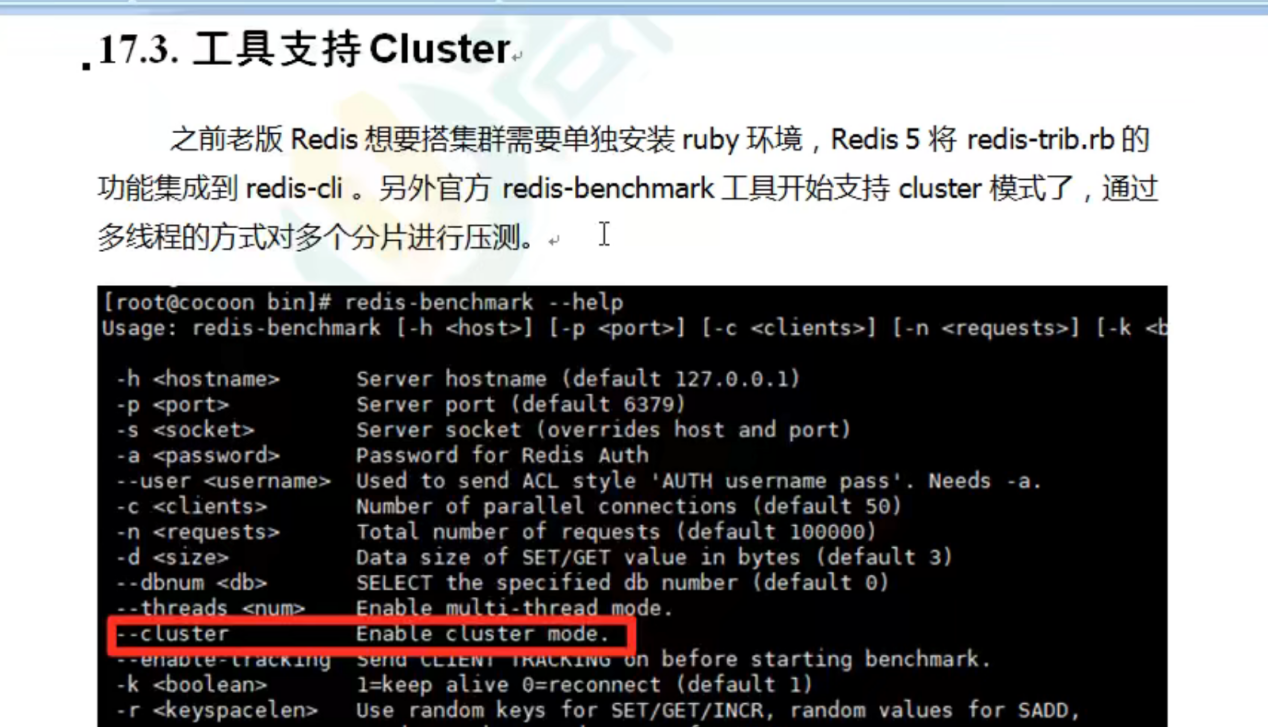 17.3. 工具支持 Cluster
之前老版 Redis 想要搭集群需要单独安装 ruby 环境，Redis 5 将 redis-trib.rb 的
功能集成到 redis-cli 。另外官方 redis-benchmark 工具开始支持 cluster 模式了，通过
多线程的方式对多个分片进行压测。
[root@cocoon bin]# redis-benchmark --help
Usage: redis-benchmark [-h <host>] [-p <port>] [-c <clients>] [-n <requests>] [-k <b
-h <hostname> Server hostname (default 127.0.0.1)
-p <port> Server port (default 6379)
-s <socket> Server socket (overrides host and port)
-a <password> Password for Redis Auth
--user <username> Used to send ACL style 'AUTH username pass'. Needs -a.
-c <clients> Number of parallel connections (default 50)
-n <requests> Total number of requests (default 100000)
-d <size> Data size of SET/GET value in bytes (default 3)
--dbnum <db> SELECT the specified db number (default 0)
--threads <num> Enable multi-thread mode.
--cluster Enable cluster mode.
--enable-tracking Send CLIENT TRACKING on before starting benchmark.
-k <boolean> 1=keep alive 0=reconnect (default 1)
-r <keyspacelen> Use random keys for SET/GET/INCR, random values for SADD,